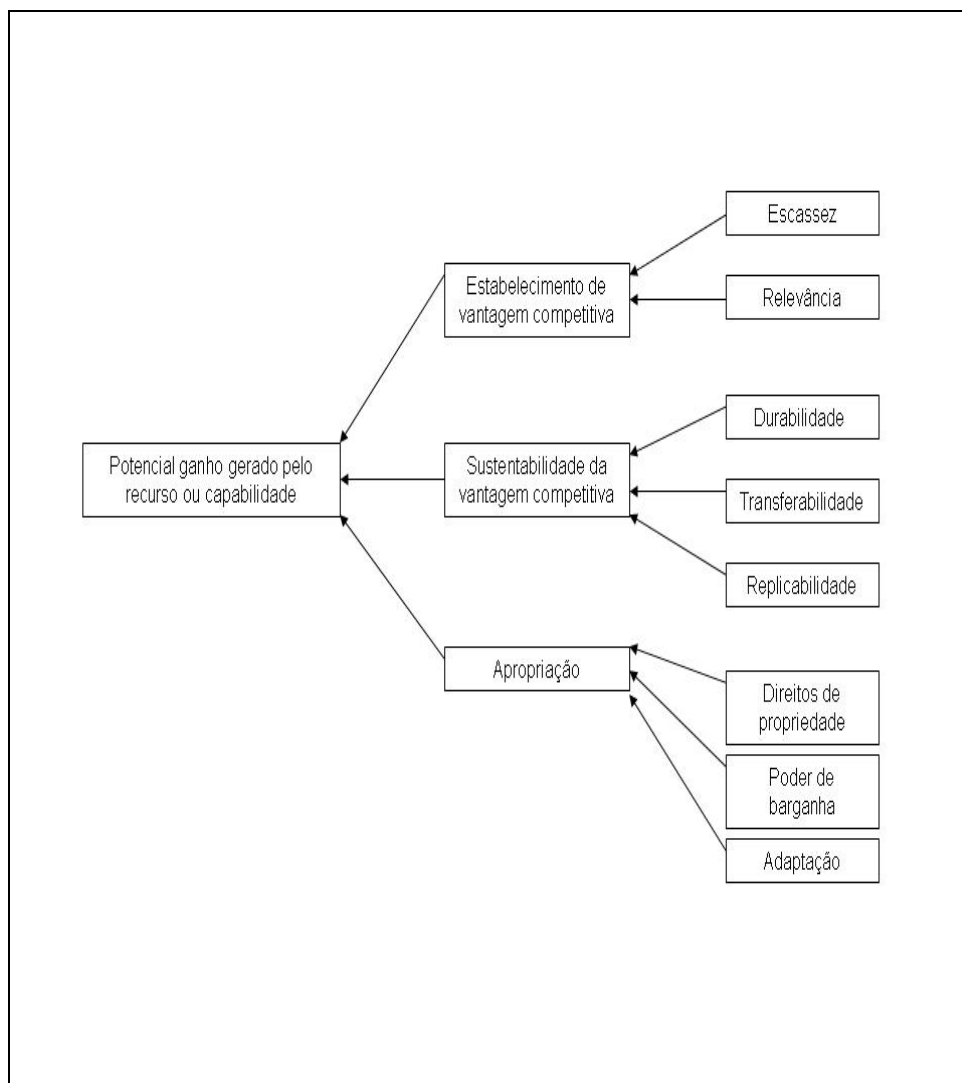 Escassez
Estabelecimento de
vantagem competitiva
Relevância
Durabilidade
Potencial ganho gerado pelo
recurso ou capabilidade
Sustentabilidade da
vantagem competitiva
Transferabilidade
Replicabilidade
Apropriação
Direitos de
propriedade
Poder de
barganha
Adaptação